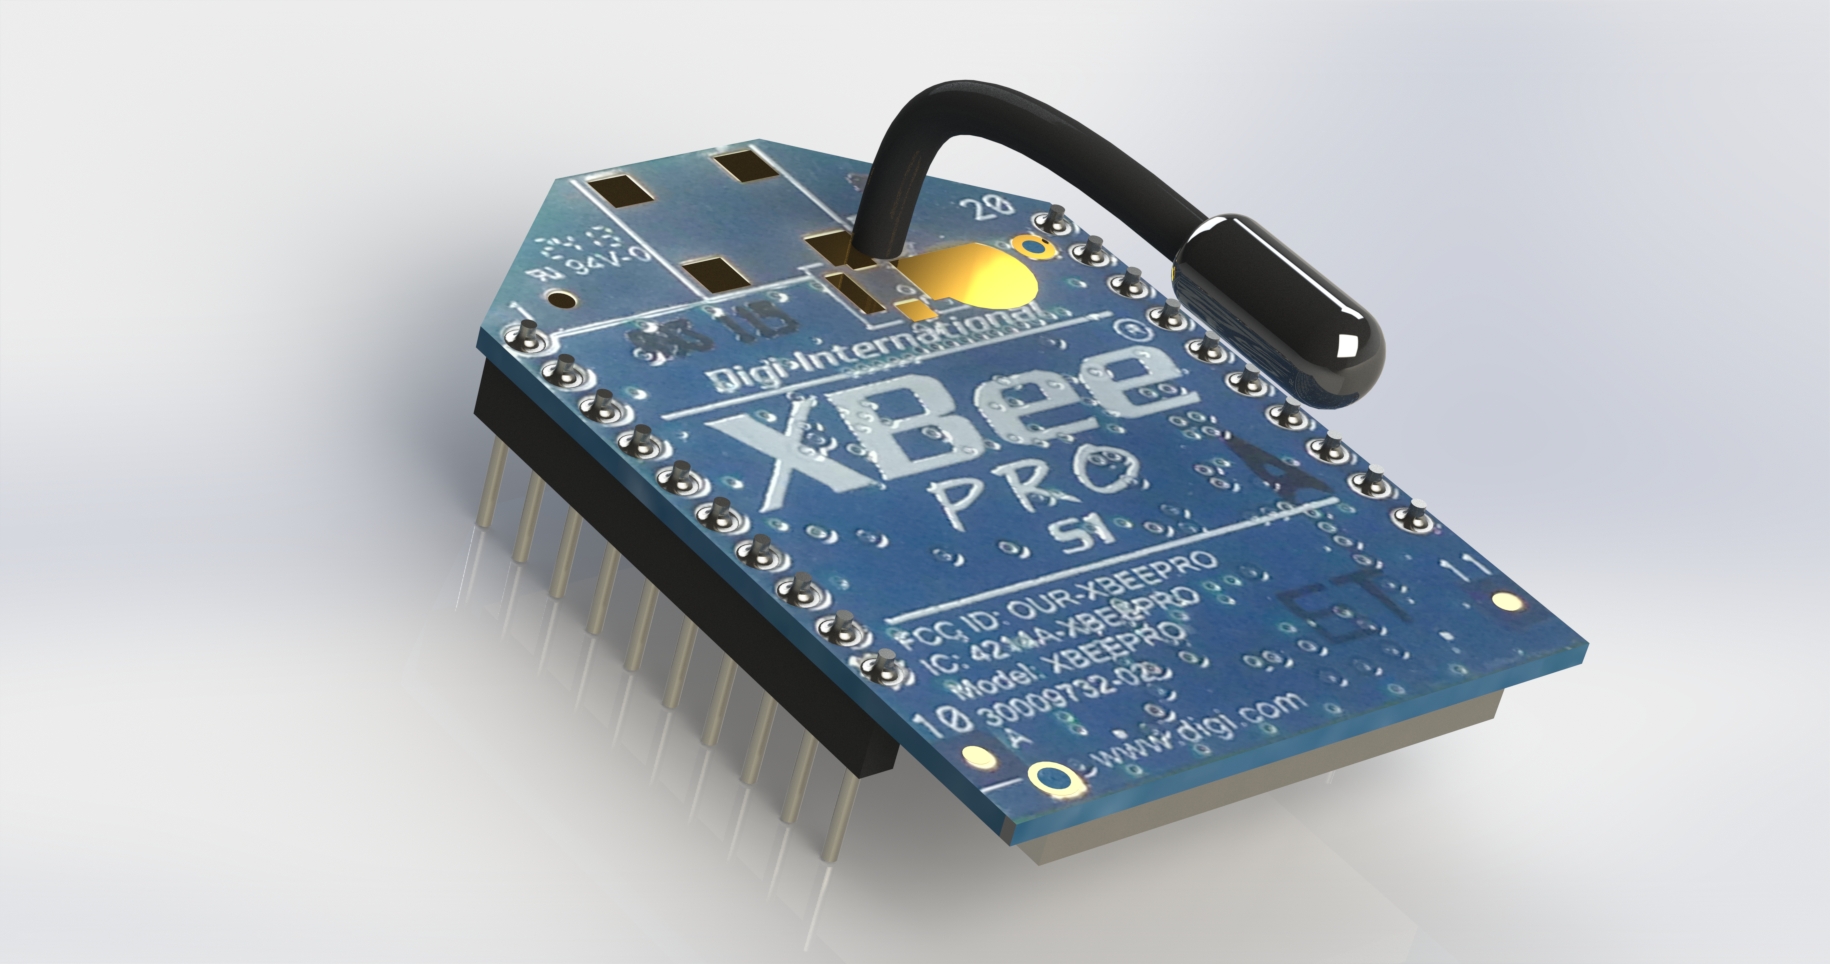 20
94V-0
1
Digi International
XBee®
PRO
S1
A
FCC ID: OUR-XBEEPRO
IC: 4214A-XBEEPRO
Model: XBEEPRO
30009732-02
A
ET
11
10
www.digi.com